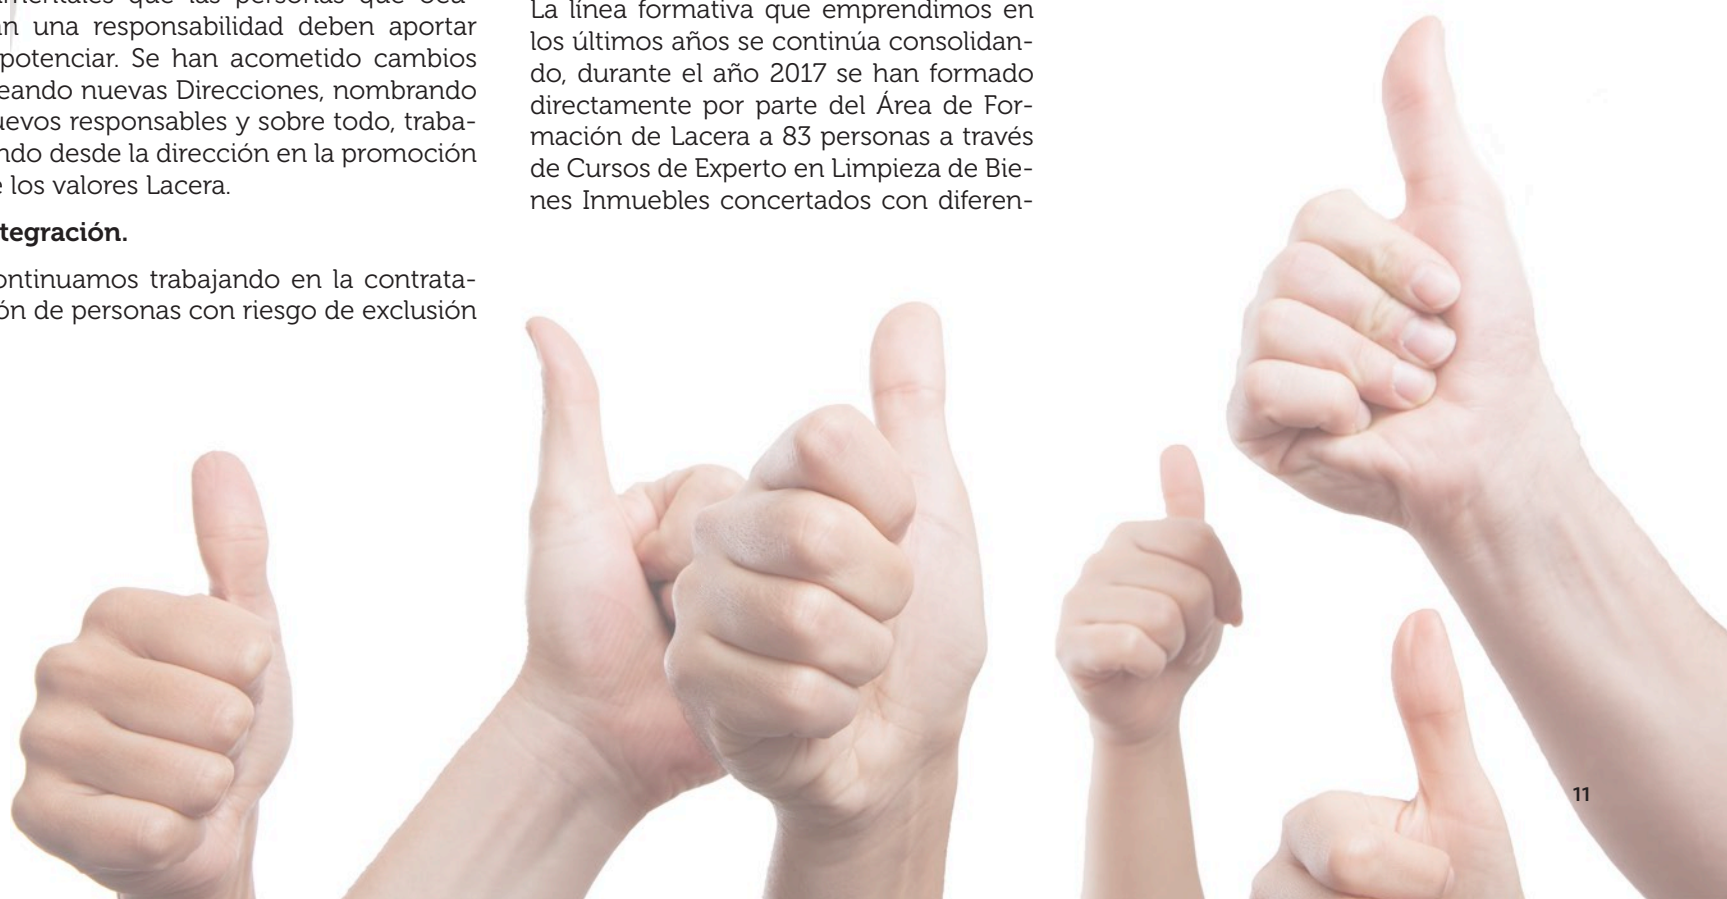 que las personas que
una responsabilidad deben aportar
potenciar. Se han acometido cambios
eando nuevas Direcciones, nombrando
uevos responsables y sobre todo, traba-
ndo desde la dirección en la promoción
e los valores Lacera.
tegración.
ontinuamos trabajando en la contrata-
ón de personas con riesgo de exclusión
La línea formativa que emprendimos en
los últimos años se continúa consolidan-
do, durante el año 2017 se han formado
directamente por parte del Área de For-
mación de Lacera a 83 personas a través
de Cursos de Experto en Limpieza de Bie-
nes Inmuebles concertados con diferen-
11